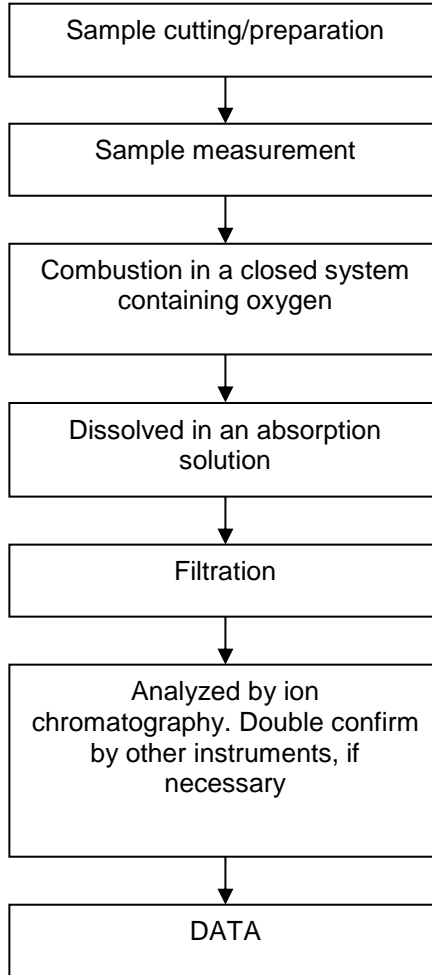 Sample cutting/preparation
Sample measurement
Combustion in a closed system
containing oxygen
Dissolved in an absorption
solution
Filtration
Analyzed by ion
chromatography. Double confirm
by other instruments, if
necessary
DATA